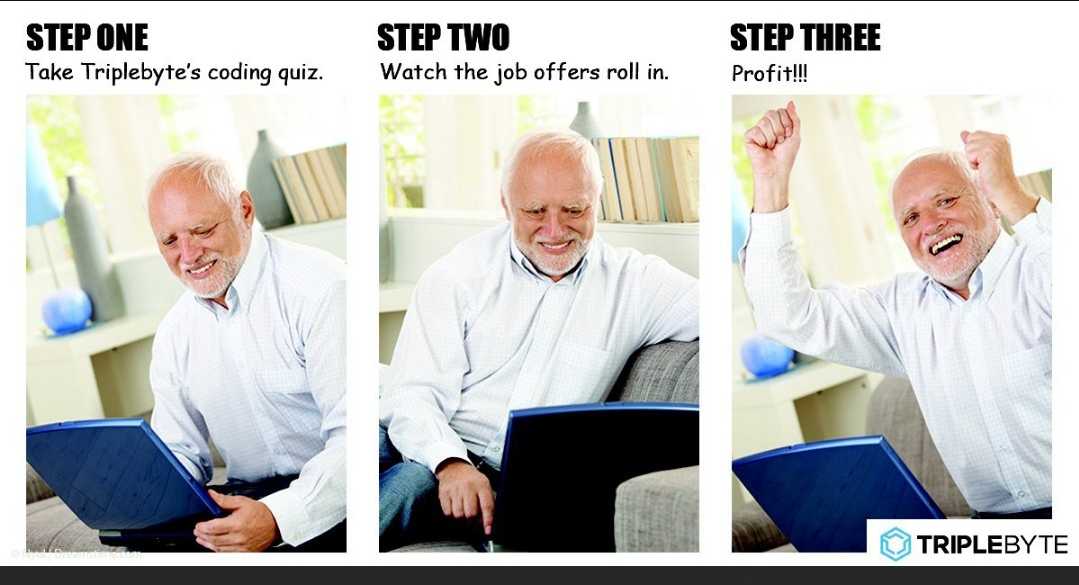 STEP ONE
Take Triplebyte's coding quiz.
STEP TWO
Watch the job offers roll in.
STEP THREE
Profit!!!
TRIPLEBYTE